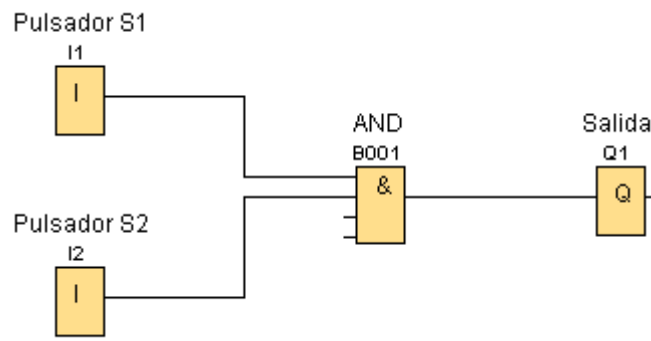 Pulsador S1
I1
I
AND
B001
&
Salida
Q1
Q
Pulsador S2
I2
I